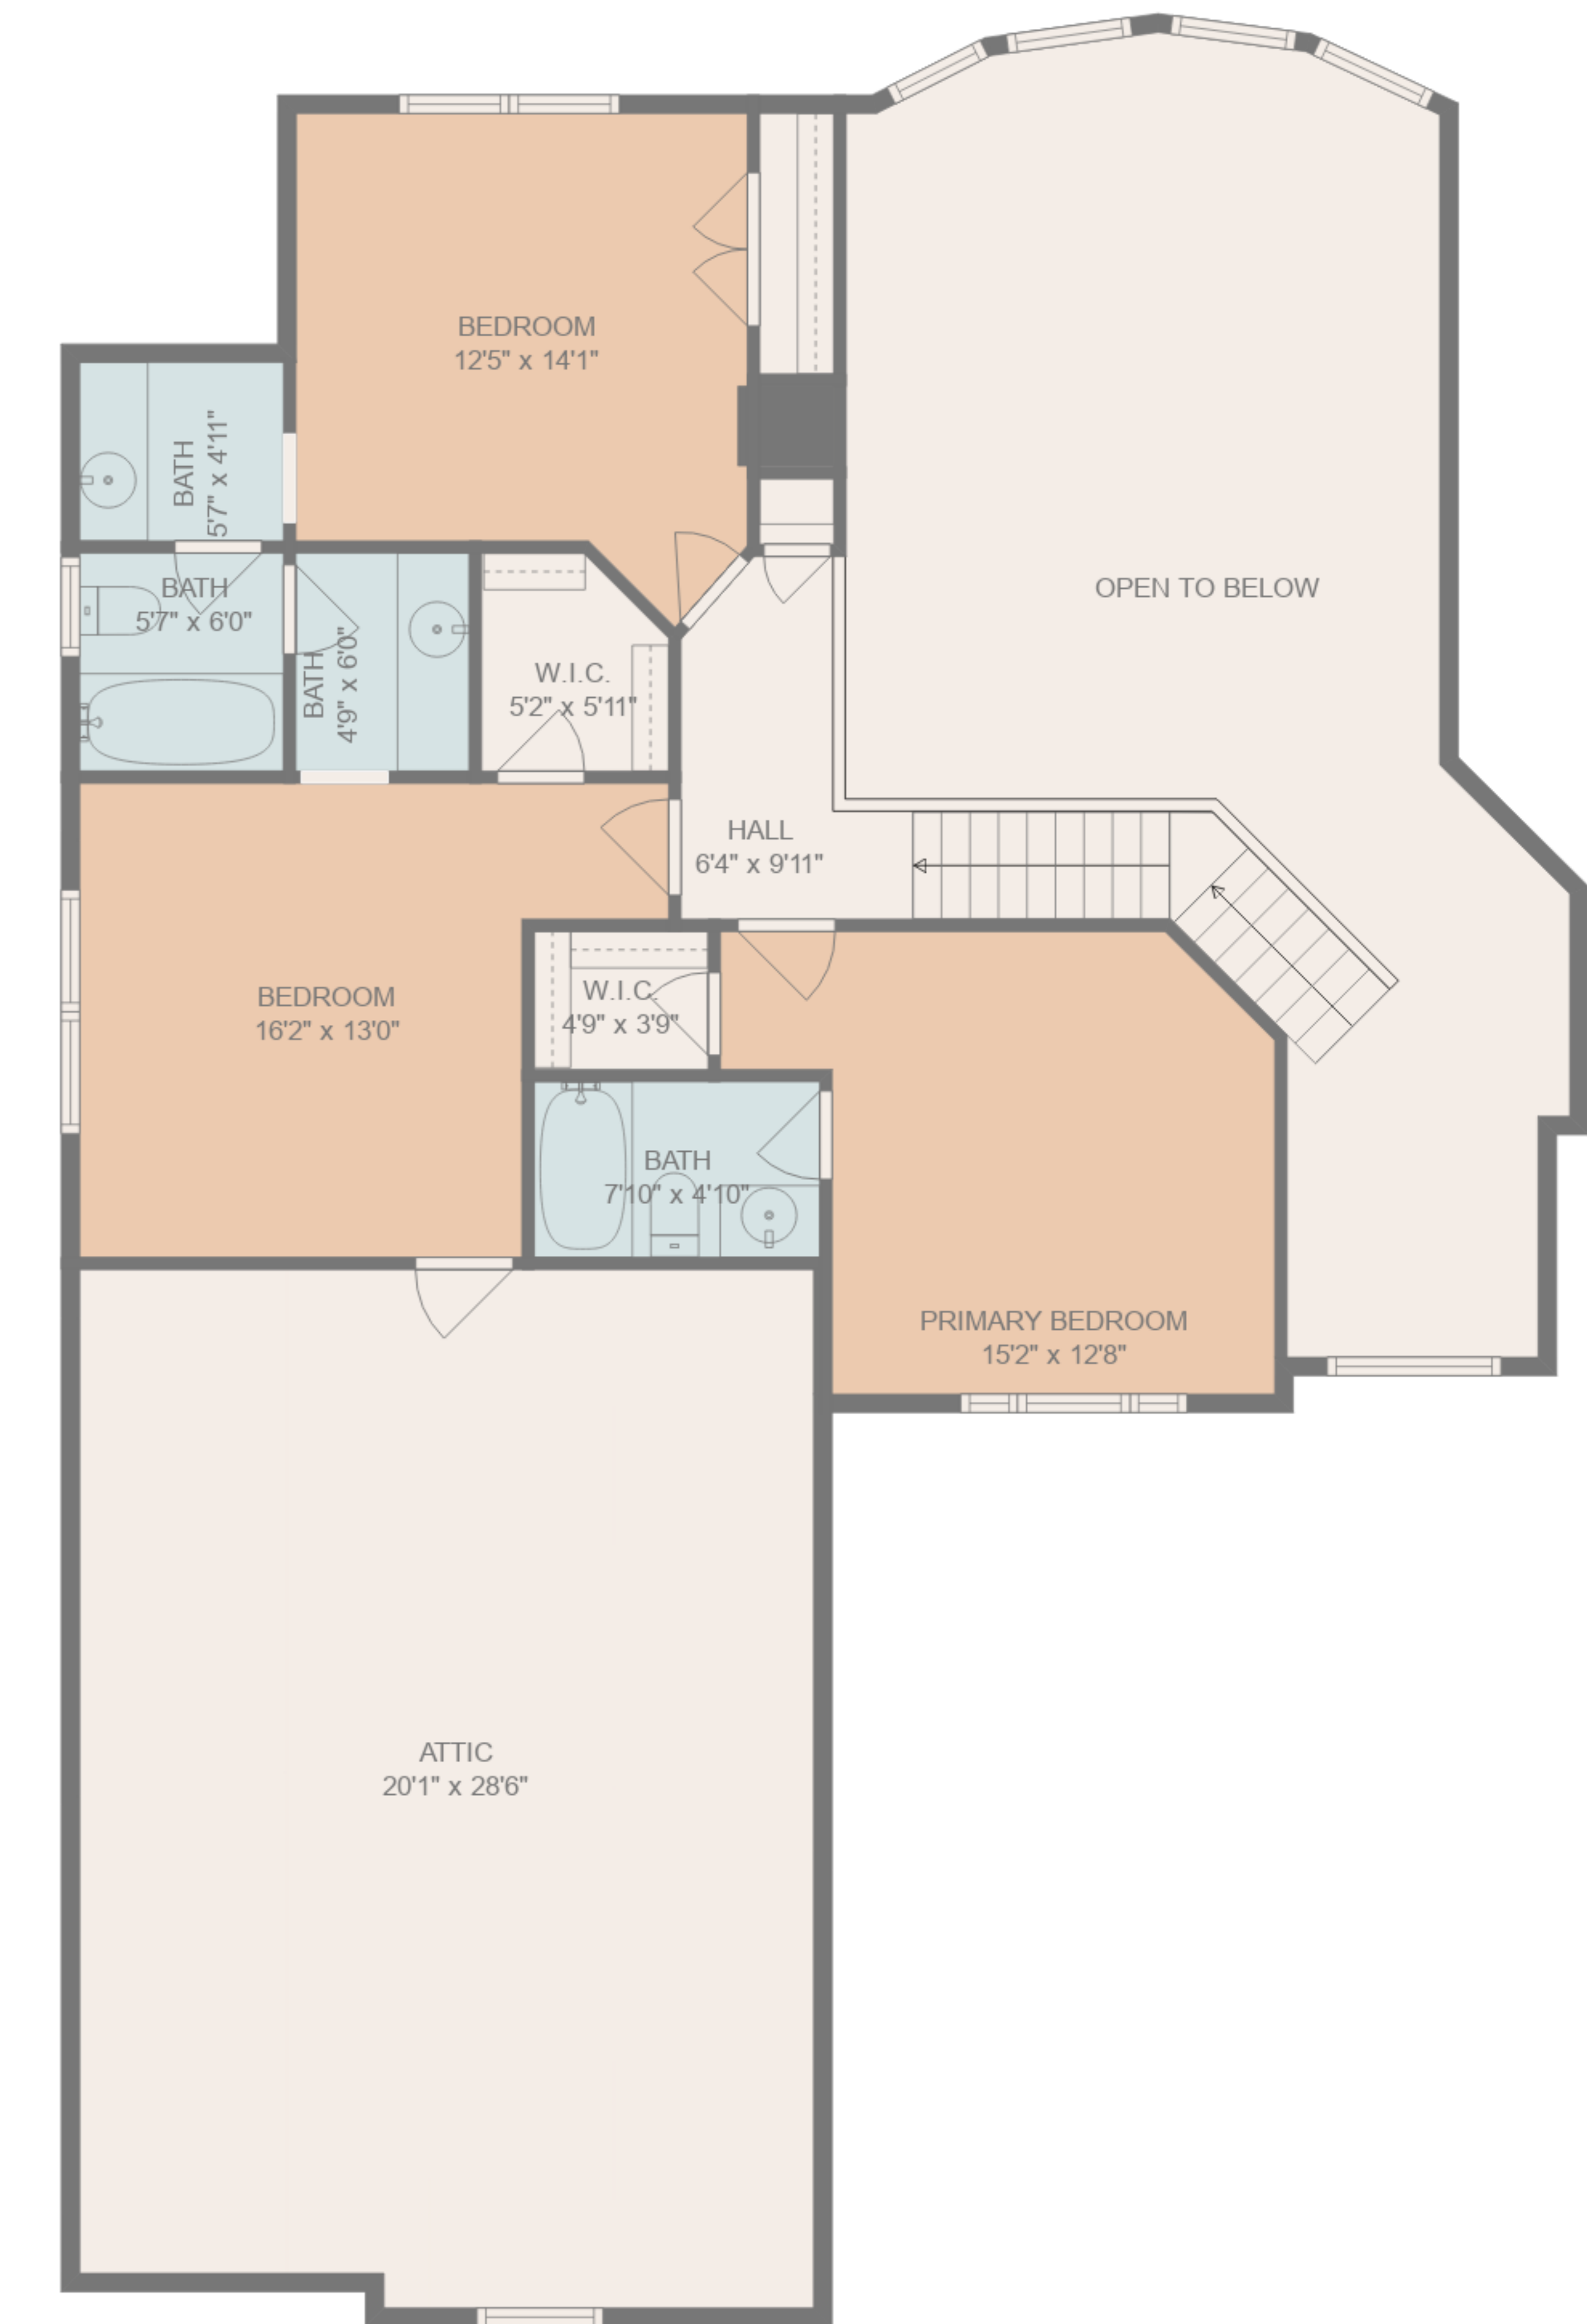 BEDROOM
12'5" x 14'1"
BATH
5'7" x 4'11"
OPEN TO BELOW
BATH
5'7" x 6'0"
BATH
4'9" x 6'0"
W.I.C.
5'2" x 5'11"
HALL
6'4" x 9'11"
BEDROOM
16'2" x 13'0"
W.I.C.
4'9" x 3'9"
BATH
7'10" x 4'10"
PRIMARY BEDROOM
15'2" x 12'8"
ATTIC
20'1" x 28'6"